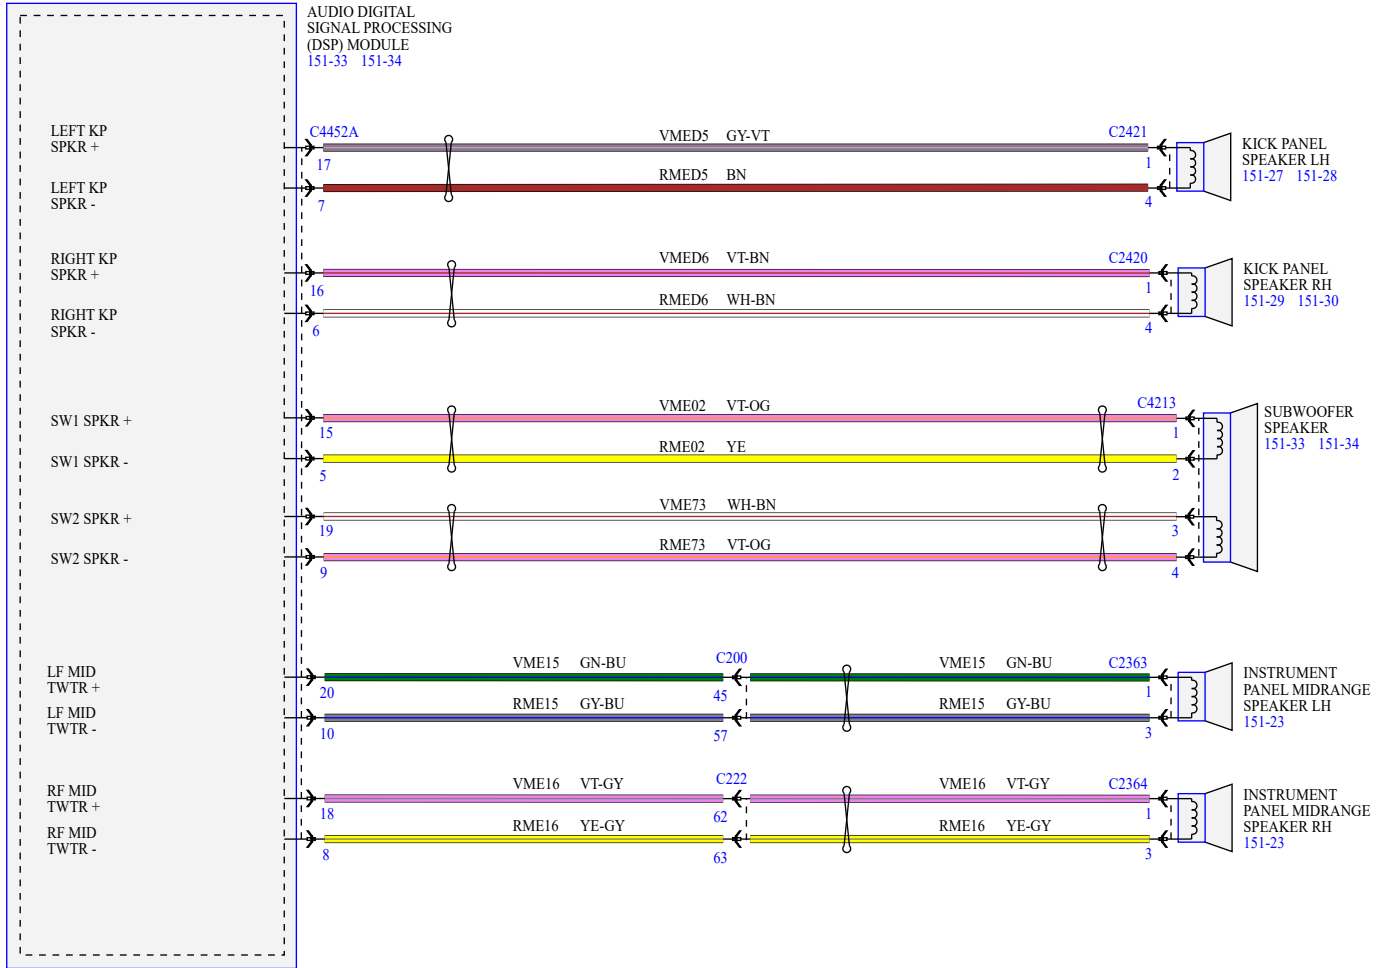 AUDIO DIGITAL
SIGNAL PROCESSING
(DSP) MODULE
151-33 151-34
LEFT KP
SPKR +
C4452A
17
VMED5 GY-VT
C2421
1
KICK PANEL
SPEAKER LH
151-27 151-28
LEFT KP
SPKR -
7
RMED5 BN
4
RIGHT KP
SPKR +
16
VMED6 VT-BN
C2420
1
KICK PANEL
SPEAKER RH
151-29 151-30
RIGHT KP
SPKR -
6
RMED6 WH-BN
4
SW1 SPKR +
15
VME02 VT-OG
C4213
1
SUBWOOFER
SPEAKER
151-33 151-34
SW1 SPKR -
5
RME02 YE
2
SW2 SPKR +
19
VME73 WH-BN
3
SW2 SPKR -
9
RME73 VT-OG
4
LF MID
TWTR +
20
VME15 GN-BU
C200
45
VME15 GN-BU
C2363
1
INSTRUMENT
PANEL MIDRANGE
SPEAKER LH
151-23
LF MID
TWTR -
10
RME15 GY-BU
57
RME15 GY-BU
3
RF MID
TWTR +
18
VME16 VT-GY
C222
62
VME16 VT-GY
C2364
1
INSTRUMENT
PANEL MIDRANGE
SPEAKER RH
151-23
RF MID
TWTR -
8
RME16 YE-GY
63
RME16 YE-GY
3